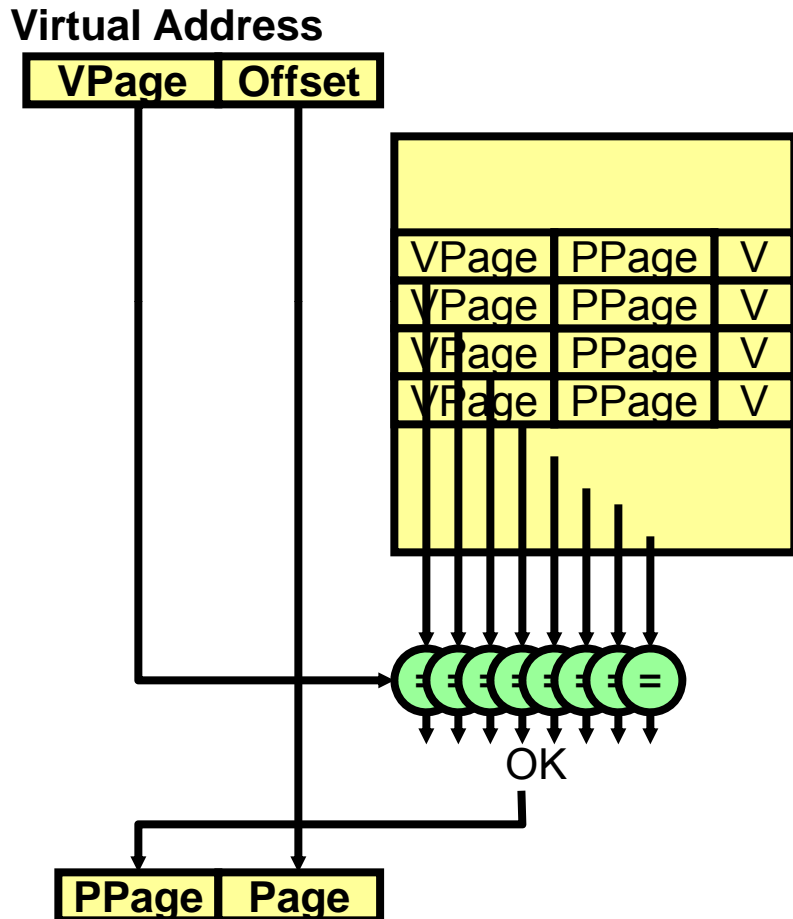 Virtual Address
VPage Offset
VPage PPage V
VPage PPage V
VPage PPage V
VPage PPage V
= = = = = = = =
OK
PPage Page